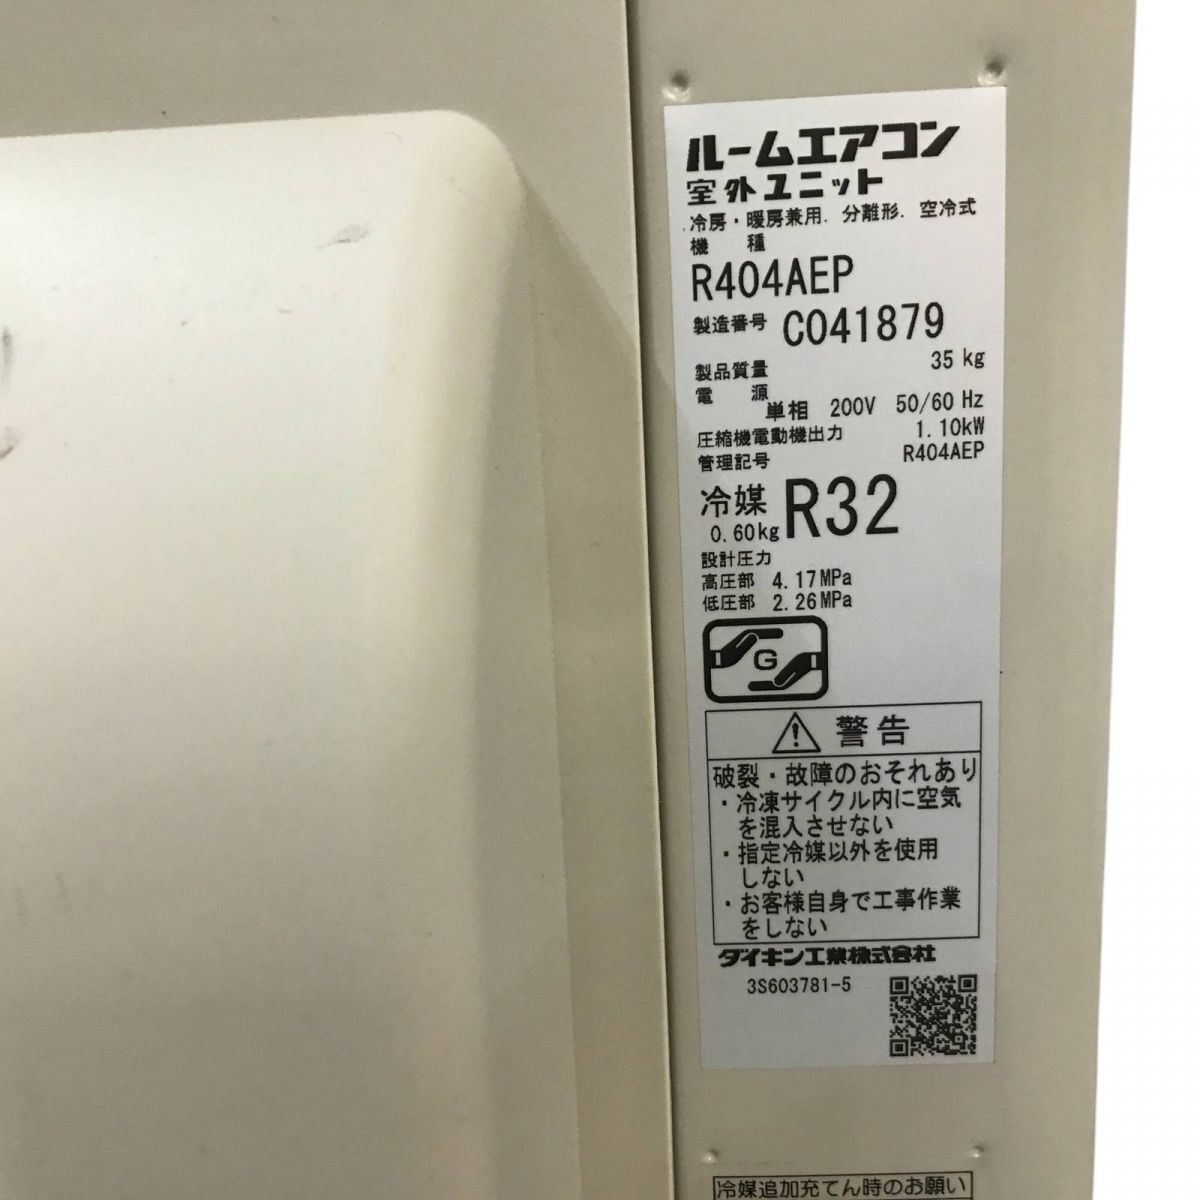 ルームエアコン
室外ユニット
冷房・暖房兼用．分離形．空冷式
機　種
R404AEP
製造番号 C041879
製品質量 35 kg
電　源
単相 200V 50/60 Hz
圧縮機電動機出力 1.10kW
管理記号 R404AEP
冷媒 R32
0.60kg
設計圧力
高圧部 4.17MPa
低圧部 2.26MPa
G
警告
破裂・故障のおそれあり
・冷凍サイクル内に空気
を混入させない
・指定冷媒以外を使用
しない
・お客様自身で工事作業
をしない
ダイキン工業株式会社
3S603781-5
冷媒追加充てん時のお願い